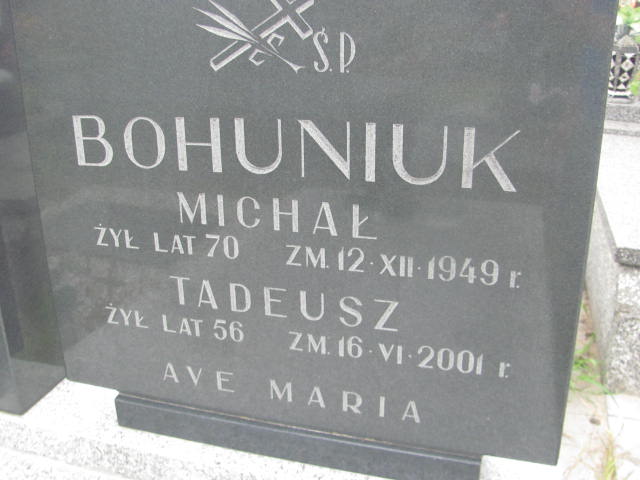 Ś.P.
BOHUNIUK
MICHAŁ
ŻYŁ LAT 70 ZM. 12·XII·1949 r.
TADEUSZ
ŻYŁ LAT 56 ZM. 16·VI·2001 r.
AVE MARIA